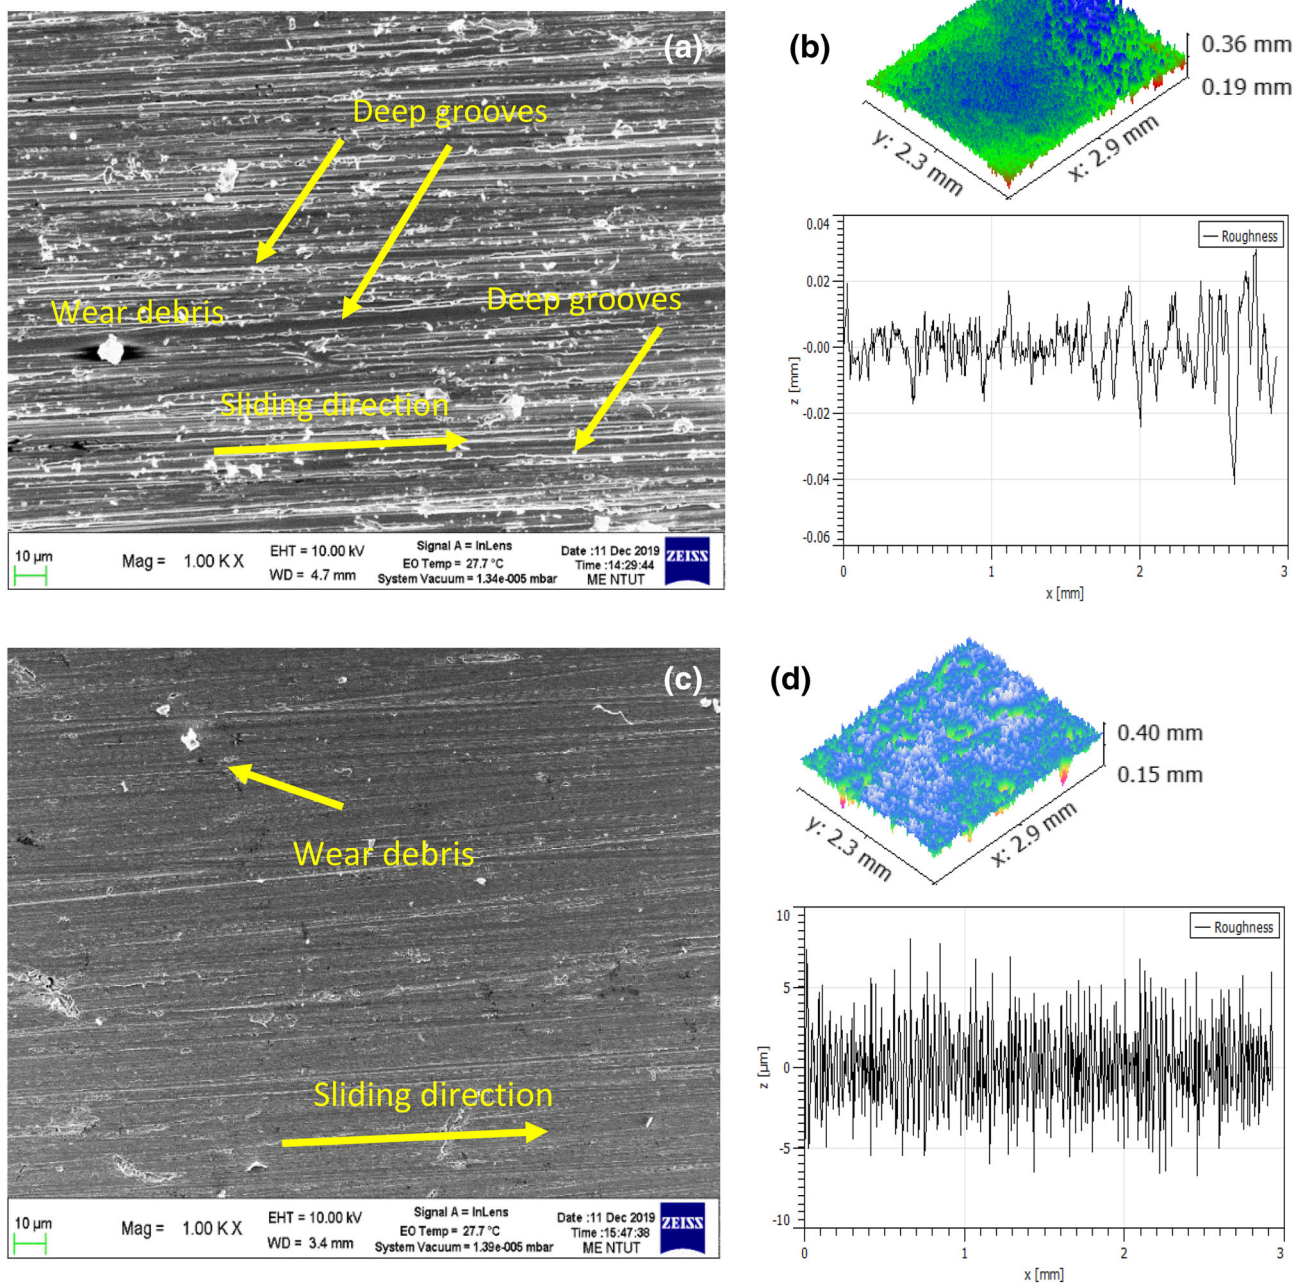 (a)
Deep grooves
Wear debris
Deep grooves
Sliding direction
10 µm
Mag = 1.00 K X
EHT = 10.00 kV
WD = 4.7 mm
Signal A = InLens
EO Temp = 27.7 °C
System Vacuum = 1.34e-005 mbar
Date :11 Dec 2019
Time :14:29:44
ME NTUT
ZEISS
(b)
0.36 mm
0.19 mm
y: 2.3 mm
x: 2.9 mm
Roughness
0.04
0.02
-0.00
-0.02
-0.04
-0.06
z [mm]
0 1 2 3
x [mm]
(c)
Wear debris
Sliding direction
10 µm
Mag = 1.00 K X
EHT = 10.00 kV
WD = 3.4 mm
Signal A = InLens
EO Temp = 27.7 °C
System Vacuum = 1.39e-005 mbar
Date :11 Dec 2019
Time :15:47:38
ME NTUT
ZEISS
(d)
0.40 mm
0.15 mm
y: 2.3 mm
x: 2.9 mm
Roughness
10
5
0
-5
-10
z [µm]
0 1 2 3
x [mm]